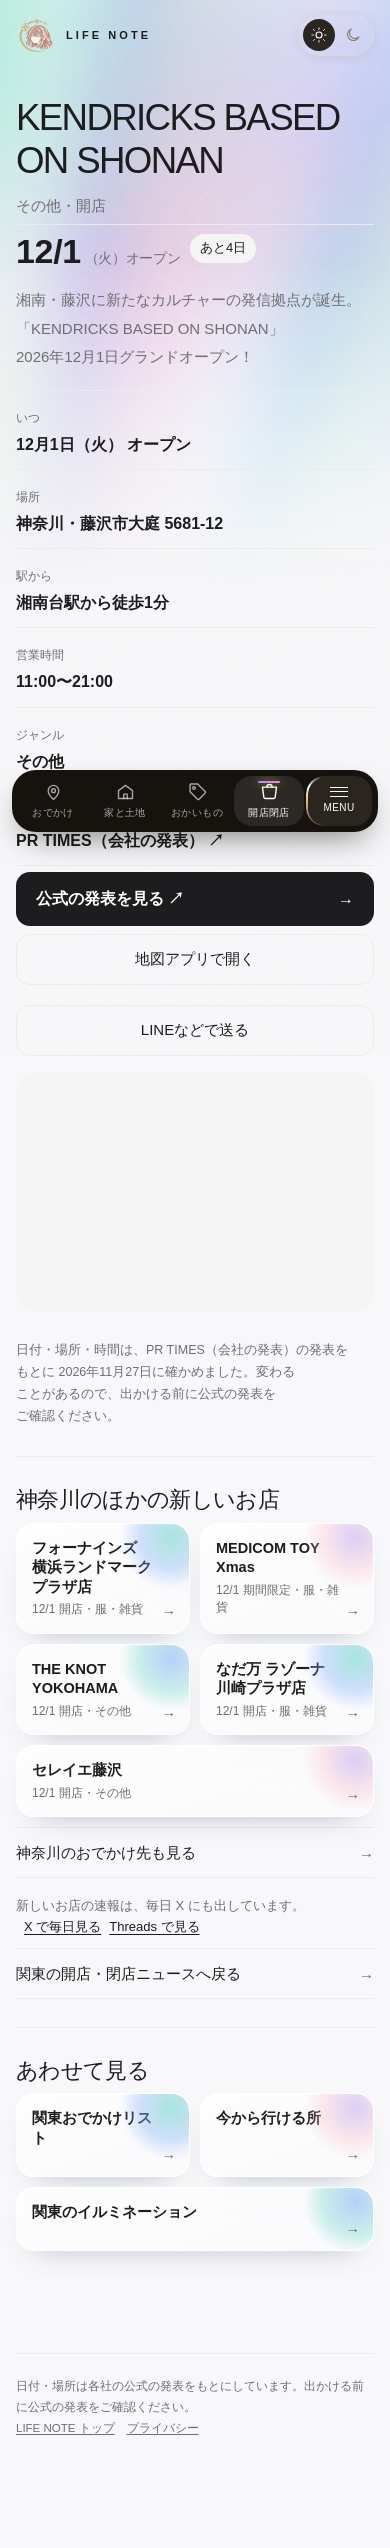 LIFE NOTE
KENDRICKS BASED
ON SHONAN
その他・開店
12/1 （火）オープン あと4日
湘南・藤沢に新たなカルチャーの発信拠点が誕生。
「KENDRICKS BASED ON SHONAN」
2026年12月1日グランドオープン！
いつ
12月1日（火） オープン
場所
神奈川・藤沢市大庭 5681-12
駅から
湘南台駅から徒歩1分
営業時間
11:00〜21:00
ジャンル
その他
おでかけ 家と土地 おかいもの 開店閉店 MENU
PR TIMES（会社の発表） ↗
公式の発表を見る ↗ →
地図アプリで開く
LINEなどで送る
日付・場所・時間は、PR TIMES（会社の発表）の発表を
もとに 2026年11月27日に確かめました。変わる
ことがあるので、出かける前に公式の発表を
ご確認ください。
神奈川のほかの新しいお店
フォーナインズ
横浜ランドマーク
プラザ店
12/1 開店・服・雑貨 →
MEDICOM TOY
Xmas
12/1 期間限定・服・雑
貨 →
THE KNOT
YOKOHAMA
12/1 開店・その他 →
なだ万 ラゾーナ
川崎プラザ店
12/1 開店・服・雑貨 →
セレイエ藤沢
12/1 開店・その他 →
神奈川のおでかけ先も見る →
新しいお店の速報は、毎日 X にも出しています。
X で毎日見る Threads で見る
関東の開店・閉店ニュースへ戻る →
あわせて見る
関東おでかけリス
ト →
今から行ける所 →
関東のイルミネーション →
日付・場所は各社の公式の発表をもとにしています。出かける前
に公式の発表をご確認ください。
LIFE NOTE トップ プライバシー